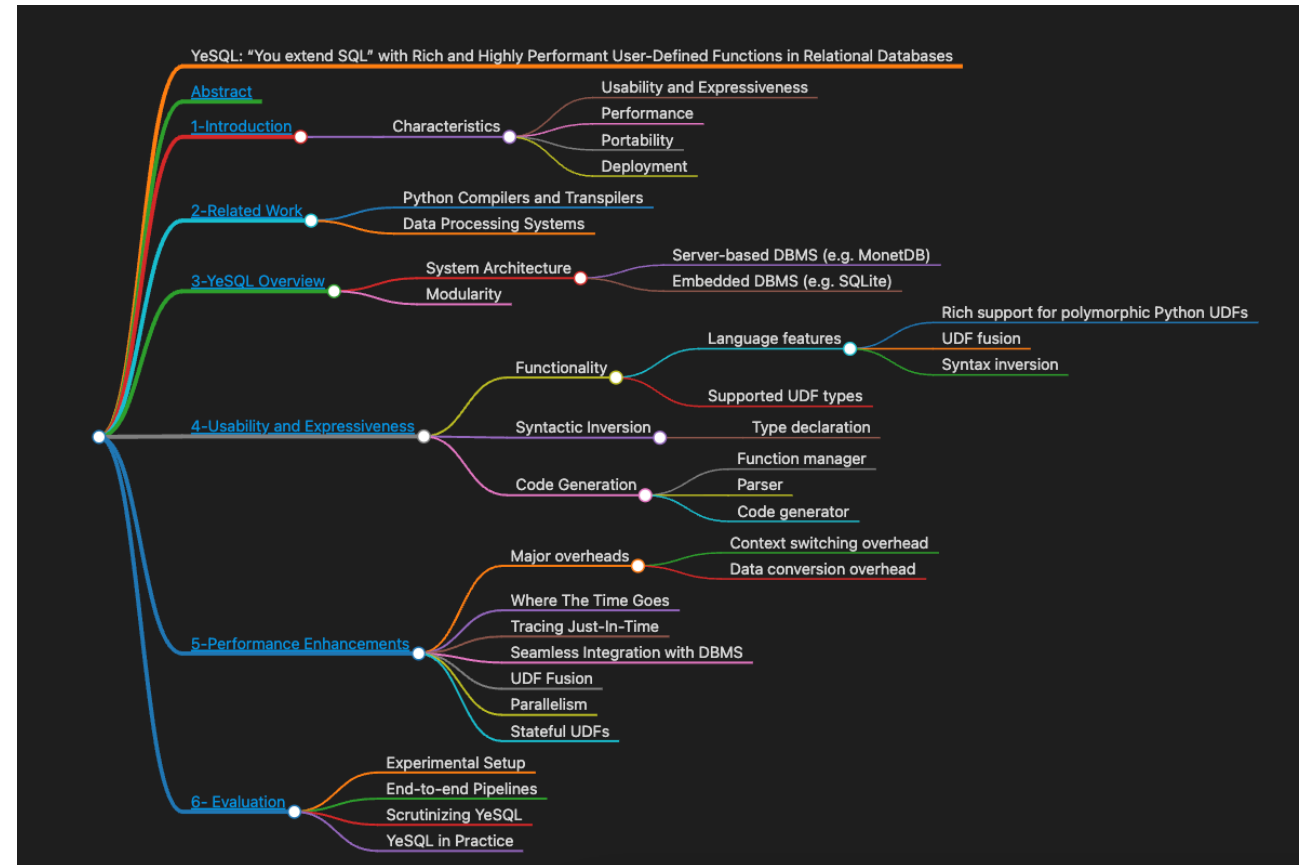 YeSQL: “You extend SQL” with Rich and Highly Performant User-Defined Functions in Relational Databases
Abstract
1-Introduction
Characteristics
Usability and Expressiveness
Performance
Portability
Deployment
2-Related Work
Python Compilers and Transpilers
Data Processing Systems
3-YeSQL Overview
System Architecture
Server-based DBMS (e.g. MonetDB)
Embedded DBMS (e.g. SQLite)
Modularity
4-Usability and Expressiveness
Functionality
Language features
Rich support for polymorphic Python UDFs
UDF fusion
Syntax inversion
Supported UDF types
Syntactic Inversion
Type declaration
Code Generation
Function manager
Parser
Code generator
5-Performance Enhancements
Major overheads
Context switching overhead
Data conversion overhead
Where The Time Goes
Tracing Just-In-Time
Seamless Integration with DBMS
UDF Fusion
Parallelism
Stateful UDFs
6- Evaluation
Experimental Setup
End-to-end Pipelines
Scrutinizing YeSQL
YeSQL in Practice